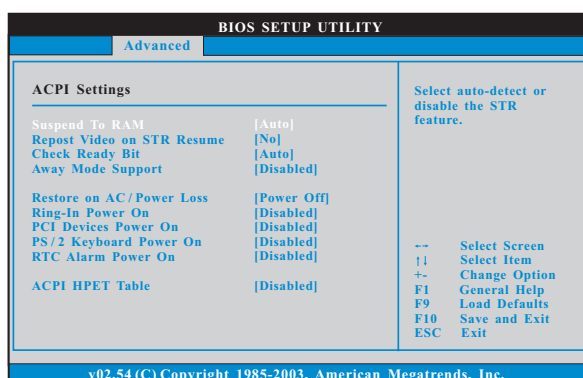 BIOS SETUP UTILITY
Advanced
ACPI Settings
Suspend To RAM [Auto]
Repost Video on STR Resume [No]
Check Ready Bit [Auto]
Away Mode Support [Disabled]
Restore on AC/Power Loss [Power Off]
Ring-In Power On [Disabled]
PCI Devices Power On [Disabled]
PS/2 Keyboard Power On [Disabled]
RTC Alarm Power On [Disabled]
ACPI HPET Table [Disabled]
Select auto-detect or
disable the STR
feature.
←→ Select Screen
↑↓ Select Item
+- Change Option
F1 General Help
F9 Load Defaults
F10 Save and Exit
ESC Exit
v02.54 (C) Copyright 1985-2003, American Megatrends, Inc.